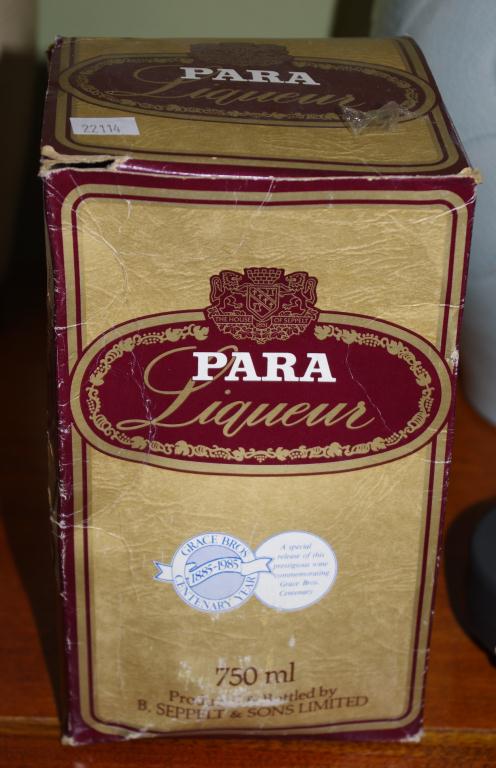 PARA
Liqueur
22114
THE HOUSE OF SEPPELT
PARA
Liqueur
GRACE BROS
1885-1985
CENTENARY YEAR
A special
release of this
prestigious wine
commemorating
Grace Bros.
Centenary
750 ml
Produced & Bottled by
B. SEPPELT & SONS LIMITED